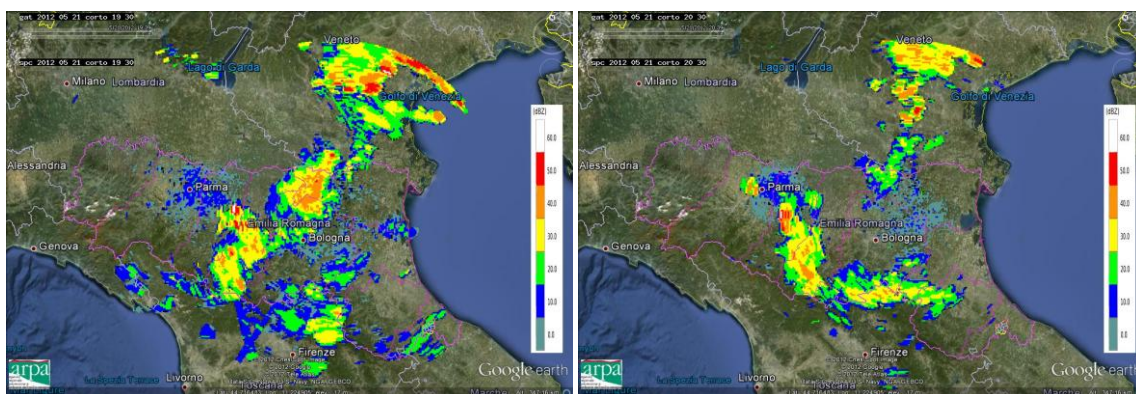 gat 2012 05 21 corto 19 30
spc 2012 05 21 corto 19 30
Veneto
Lago di Garda
Milano
Lombardia
Golfo di Venezia
[dBZ]
60.0
50.0
40.0
30.0
20.0
10.0
0.0
Alessandria
Parma
Emilia Romagna
Bologna
Genova
Firenze
Livorno
Toscana
Marche
arpa
Google earth
gat 2012 05 21 corto 20 30
spc 2012 05 21 corto 20 30
Veneto
Lago di Garda
Milano
Lombardia
Golfo di Venezia
[dBZ]
60.0
50.0
40.0
30.0
20.0
10.0
0.0
Alessandria
Parma
Emilia Romagna
Bologna
Genova
Firenze
Livorno
Toscana
Marche
arpa
Google earth